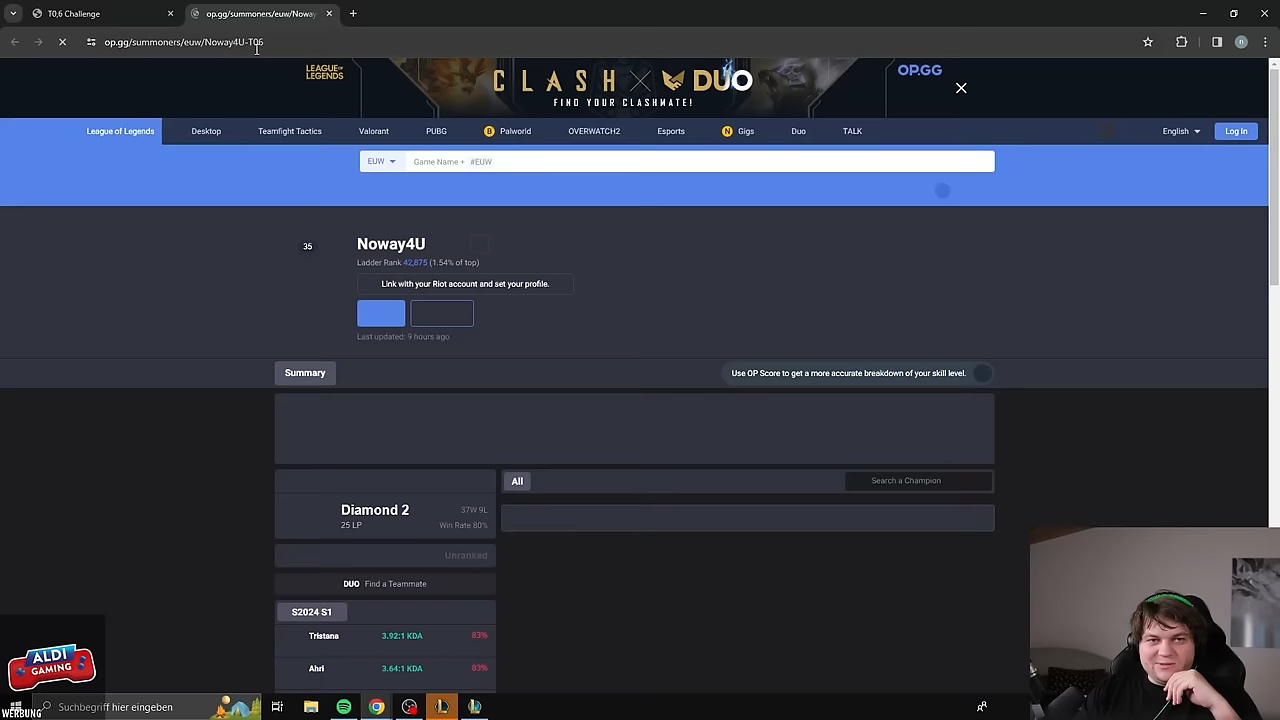 T0,6 Challenge
op.gg/summoners/euw/Noway
op.gg/summoners/euw/Noway4U-T06
n
LEAGUE OF LEGENDS
CLASH X DUO
FIND YOUR CLASHMATE!
OP.GG
League of Legends Desktop Teamfight Tactics Valorant PUBG B Palworld OVERWATCH2 Esports N Gigs Duo TALK English Log In
EUW Game Name + #EUW
35
Noway4U
Ladder Rank 42,875 (1.54% of top)
Link with your Riot account and set your profile.
Last updated: 9 hours ago
Summary
Use OP Score to get a more accurate breakdown of your skill level.
All
Search a Champion
Diamond 2 37W 9L
25 LP Win Rate 80%
Unranked
DUO Find a Teammate
S2024 S1
Tristana 3.92:1 KDA 83%
Ahri 3.64:1 KDA 83%
ALDI GAMING
Suchbegriff hier eingeben
WERBUNG